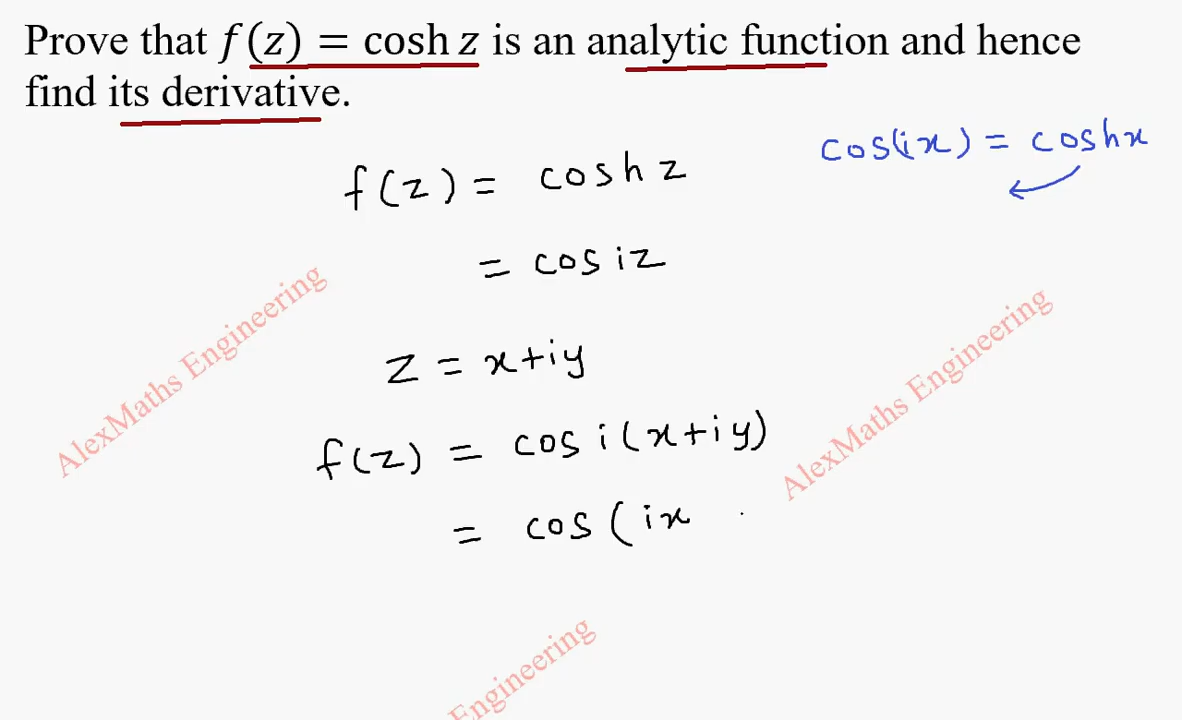 Prove that f(z) = cosh z is an analytic function and hence
find its derivative.
cos(ix) = coshx
f(z) = cosh z
= cos iz
z = x+iy
f(z) = cos i(x+iy)
= cos (ix
AlexMaths Engineering
AlexMaths Engineering
Engineering